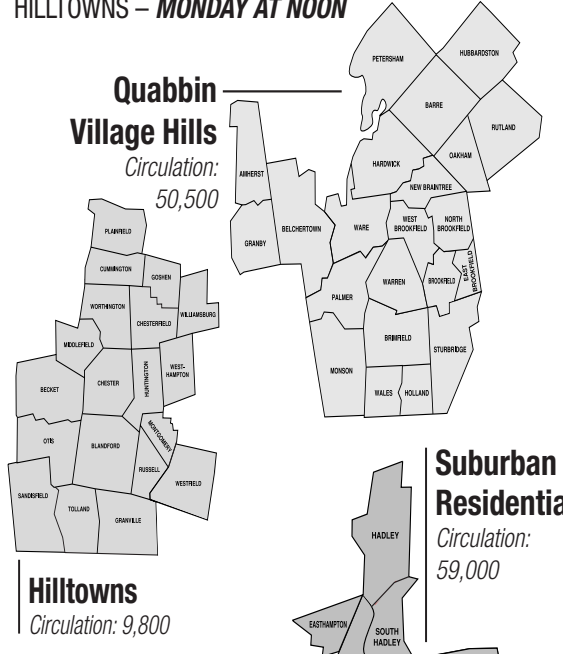 HILLTOWNS – MONDAY AT NOON
Quabbin
Village Hills
Circulation:
50,500
PETERSHAM
HUBBARDSTON
BARRE
RUTLAND
HARDWICK
OAKHAM
NEW BRAINTREE
AMHERST
GRANBY
BELCHERTOWN
WARE
WEST
BROOKFIELD
NORTH
BROOKFIELD
EAST
BROOKFIELD
BROOKFIELD
WARREN
PALMER
BRIMFIELD
STURBRIDGE
MONSON
WALES
HOLLAND
PLAINFIELD
CUMMINGTON
GOSHEN
WORTHINGTON
CHESTERFIELD
WILLIAMSBURG
MIDDLEFIELD
WEST-
HAMPTON
HUNTINGTON
CHESTER
BECKET
MONTGOMERY
OTIS
BLANDFORD
RUSSELL
WESTFIELD
SANDISFIELD
TOLLAND
GRANVILLE
Hilltowns
Circulation: 9,800
Suburban
Residentia
Circulation:
59,000
HADLEY
EASTHAMPTON
SOUTH
HADLEY